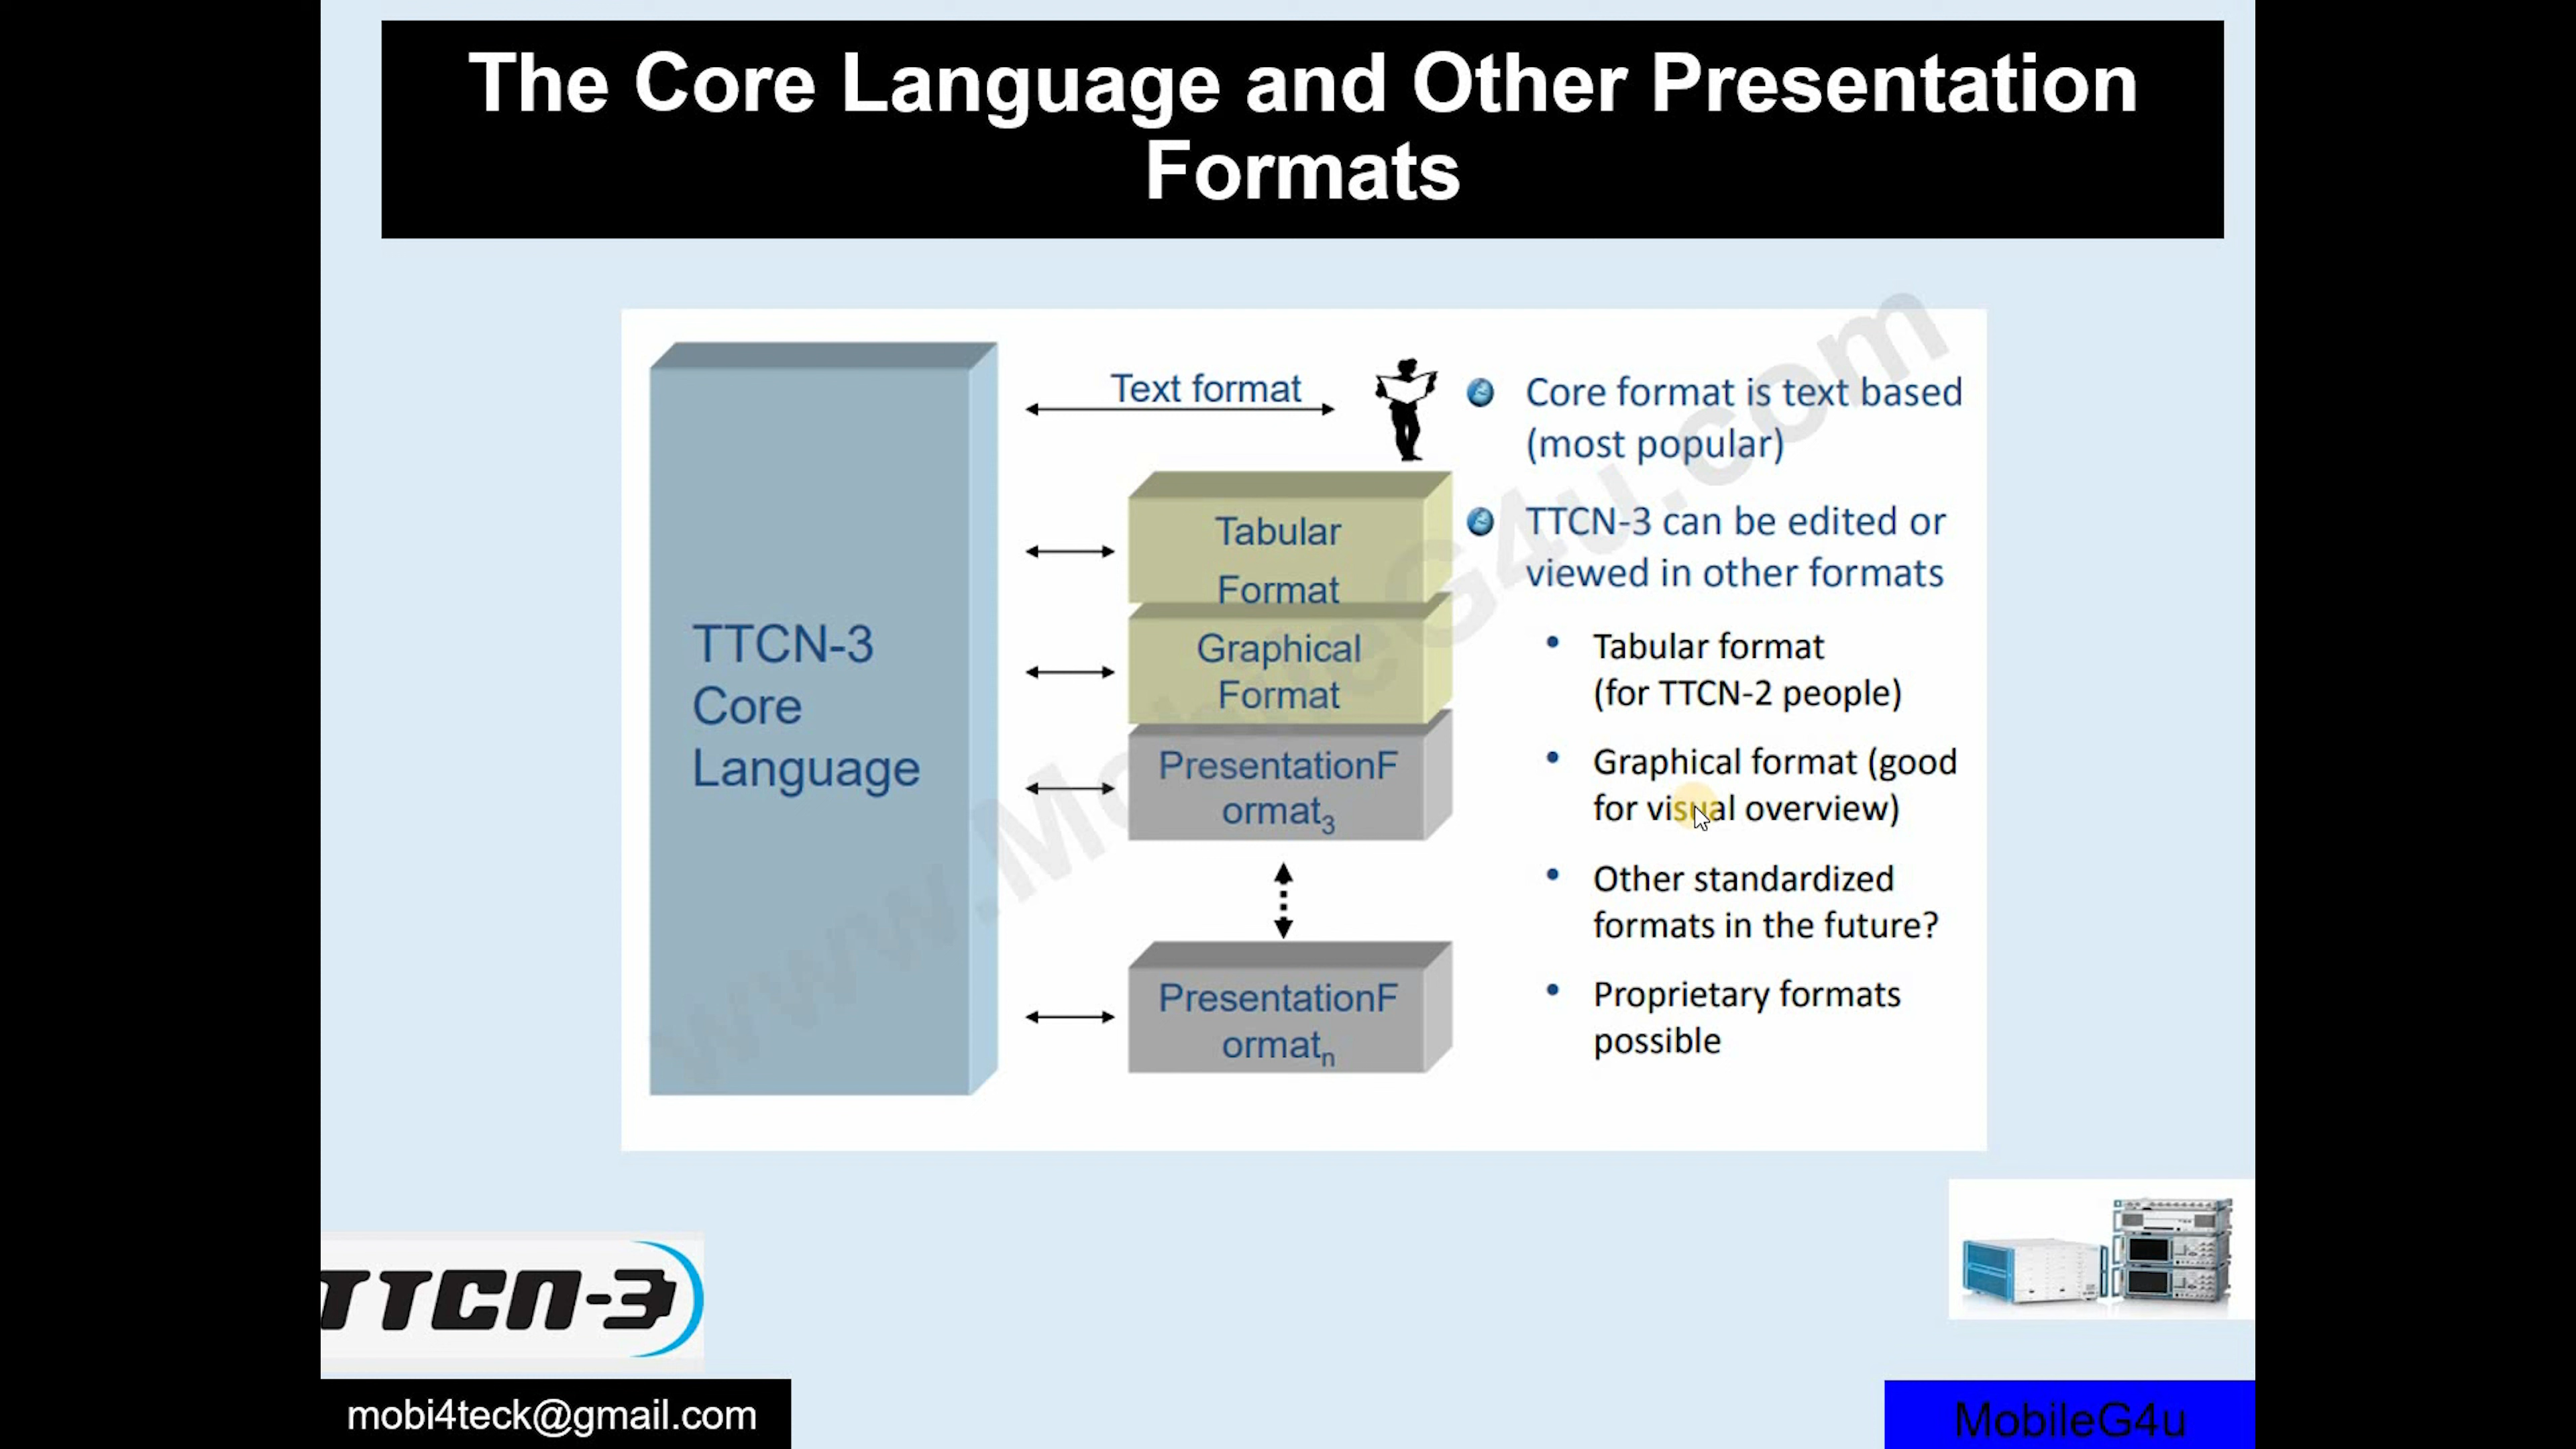 The Core Language and Other Presentation
Formats
Text format
TTCN-3
Core
Language
Tabular
Format
Graphical
Format
PresentationF
ormat3
PresentationF
ormatn
Core format is text based
(most popular)
TTCN-3 can be edited or
viewed in other formats
• Tabular format
(for TTCN-2 people)
• Graphical format (good
for visual overview)
• Other standardized
formats in the future?
• Proprietary formats
possible
www.MobileG4u.com
TTCN-3
mobi4teck@gmail.com
MobileG4u